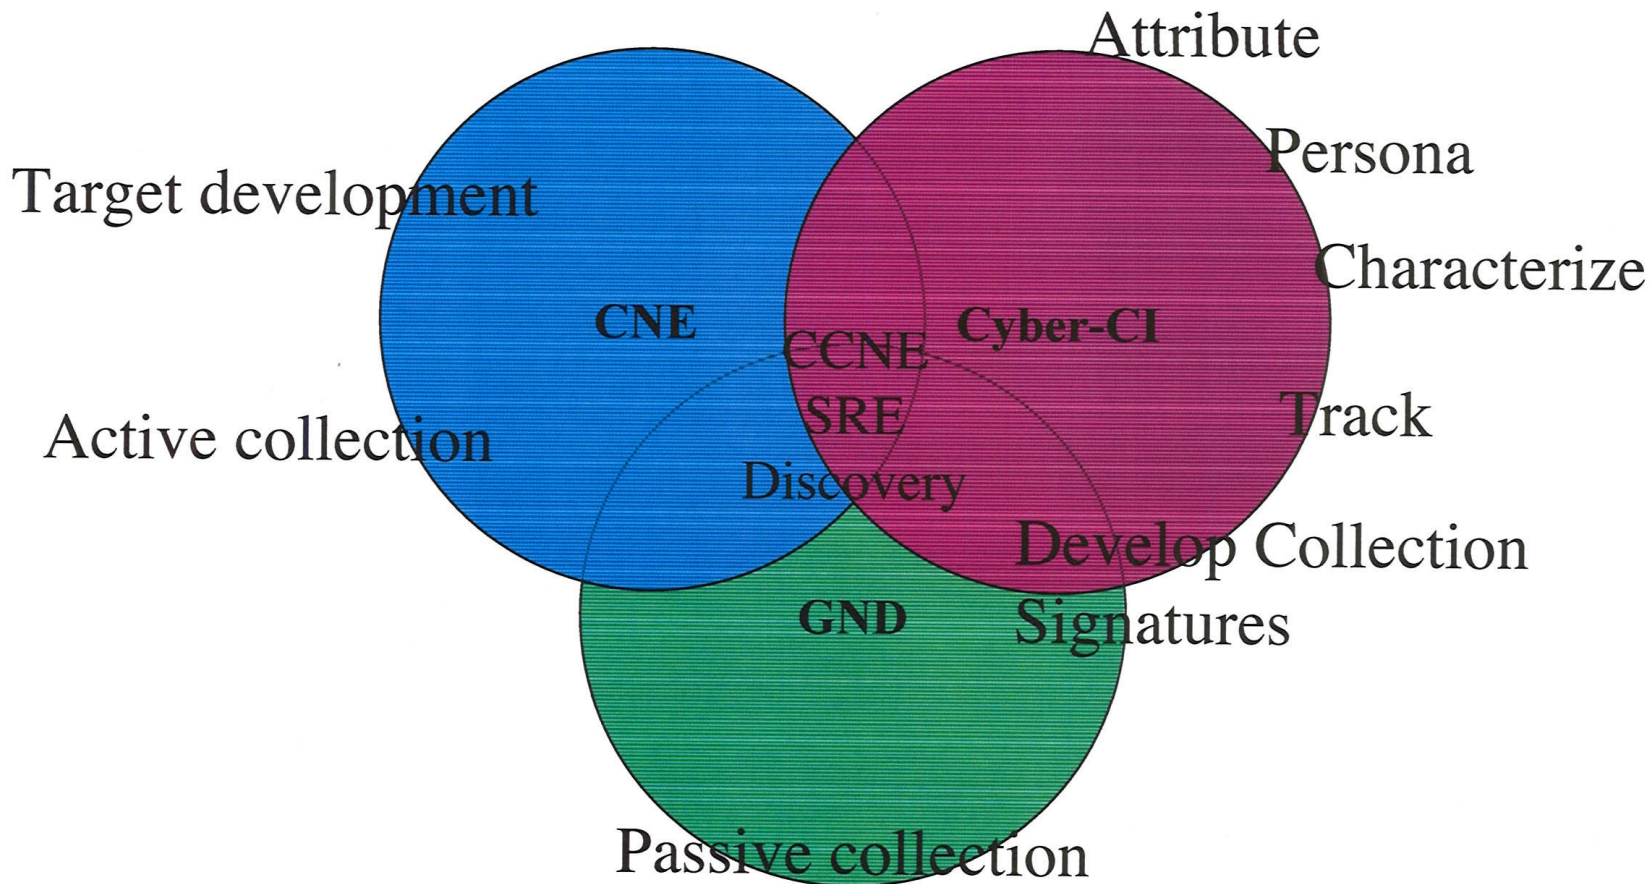 Attribute
Persona
Target development
Characterize
CNE
Cyber-CI
CCNE
SRE
Track
Active collection
Discovery
Develop Collection
Signatures
GND
Passive collection